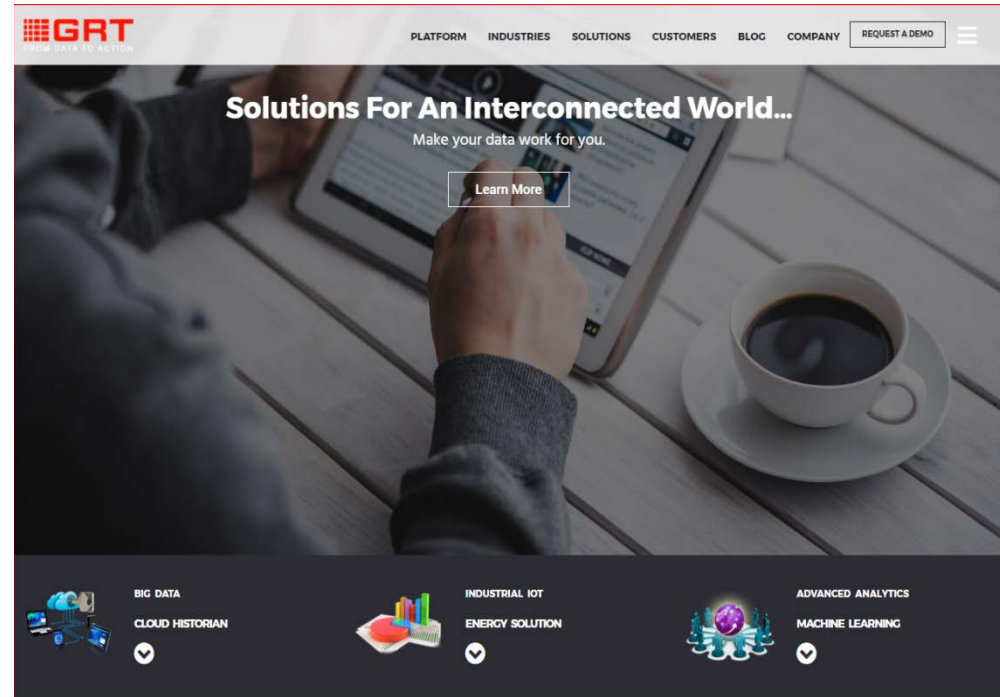 GRT
FROM DATA TO ACTION
PLATFORM INDUSTRIES SOLUTIONS CUSTOMERS BLOG COMPANY REQUEST A DEMO
Solutions For An Interconnected World...
Make your data work for you.
Learn More
BIG DATA
CLOUD HISTORIAN
INDUSTRIAL IOT
ENERGY SOLUTION
ADVANCED ANALYTICS
MACHINE LEARNING